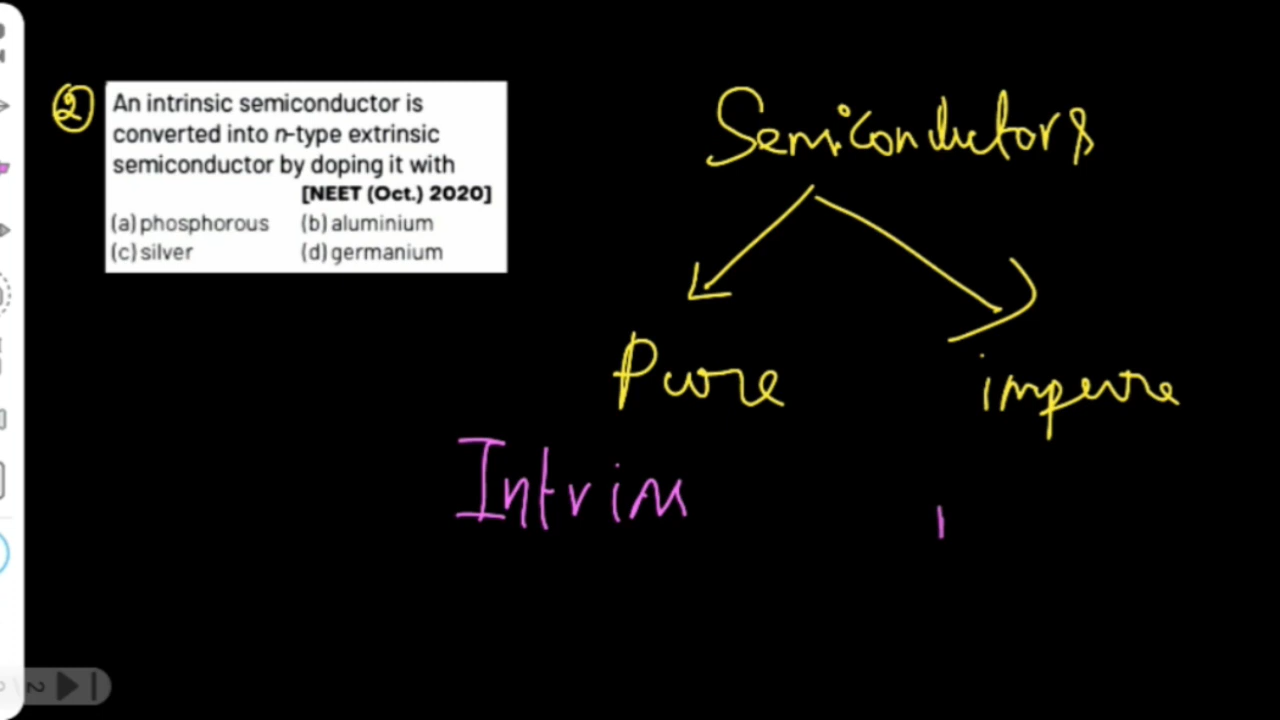 2
An intrinsic semiconductor is
converted into n-type extrinsic
semiconductor by doping it with
[NEET (Oct.) 2020]
(a) phosphorous (b) aluminium
(c) silver (d) germanium
Semiconductors
Pure impure
Intrin